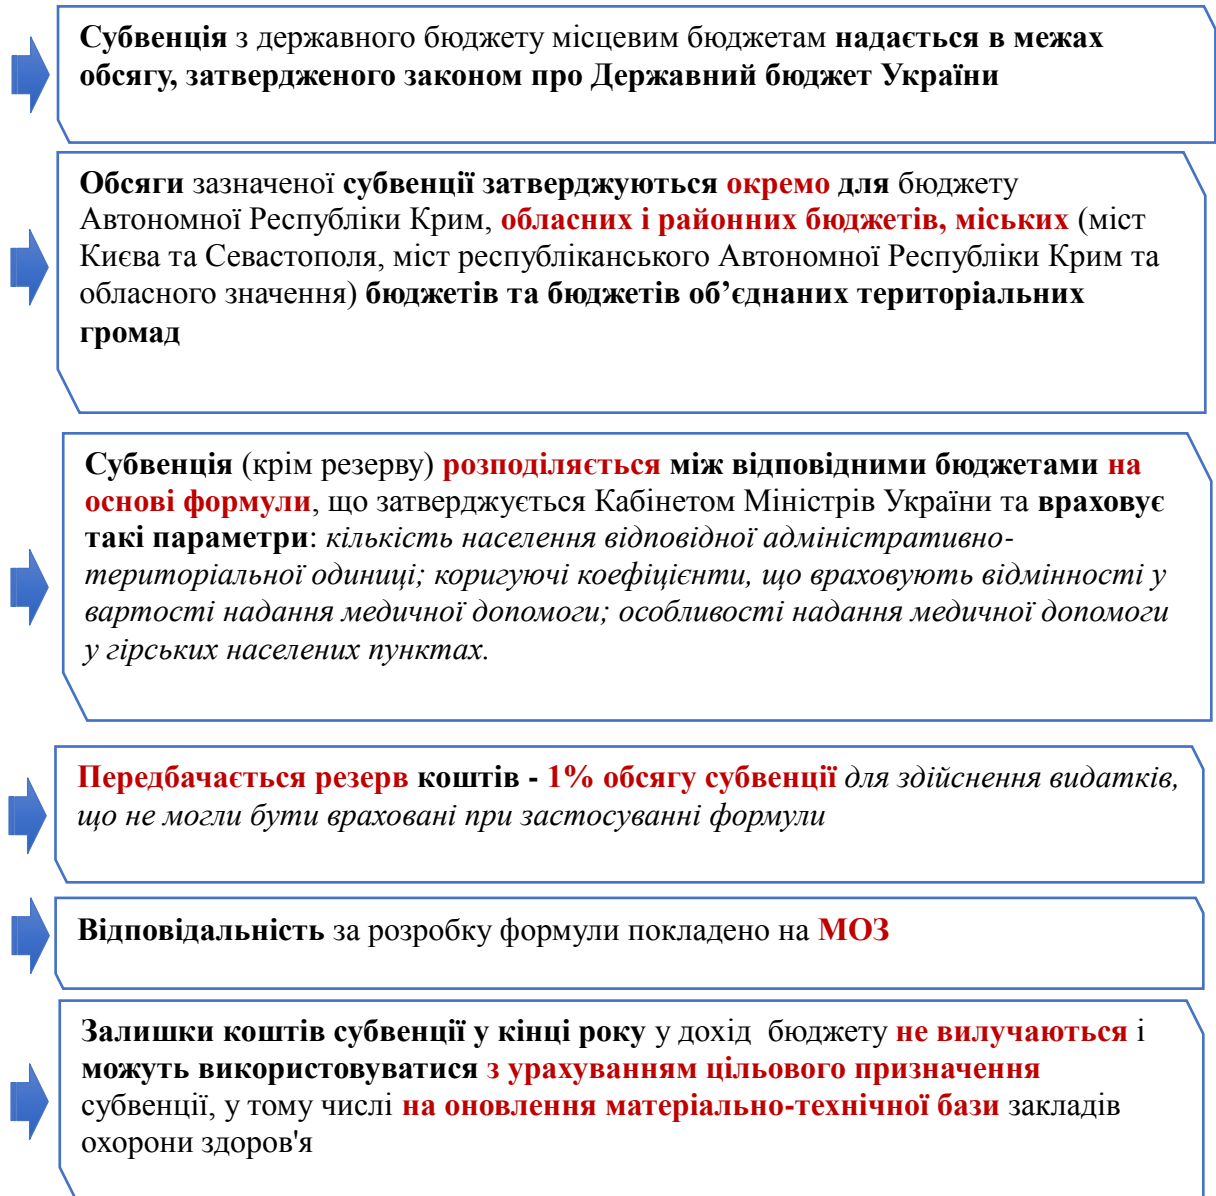 Субвенція з державного бюджету місцевим бюджетам надається в межах
обсягу, затвердженого законом про Державний бюджет України
Обсяги зазначеної субвенції затверджуються окремо для бюджету
Автономної Республіки Крим, обласних і районних бюджетів, міських (міст
Києва та Севастополя, міст республіканського Автономної Республіки Крим та
обласного значення) бюджетів та бюджетів об’єднаних територіальних
громад
Субвенція (крім резерву) розподіляється між відповідними бюджетами на
основі формули, що затверджується Кабінетом Міністрів України та враховує
такі параметри: кількість населення відповідної адміністративно-
територіальної одиниці; коригуючі коефіцієнти, що враховують відмінності у
вартості надання медичної допомоги; особливості надання медичної допомоги
у гірських населених пунктах.
Передбачається резерв коштів - 1% обсягу субвенції для здійснення видатків,
що не могли бути враховані при застосуванні формули
Відповідальність за розробку формули покладено на МОЗ
Залишки коштів субвенції у кінці року у дохід  бюджету не вилучаються і
можуть використовуватися з урахуванням цільового призначення
субвенції, у тому числі на оновлення матеріально-технічної бази закладів
охорони здоров'я